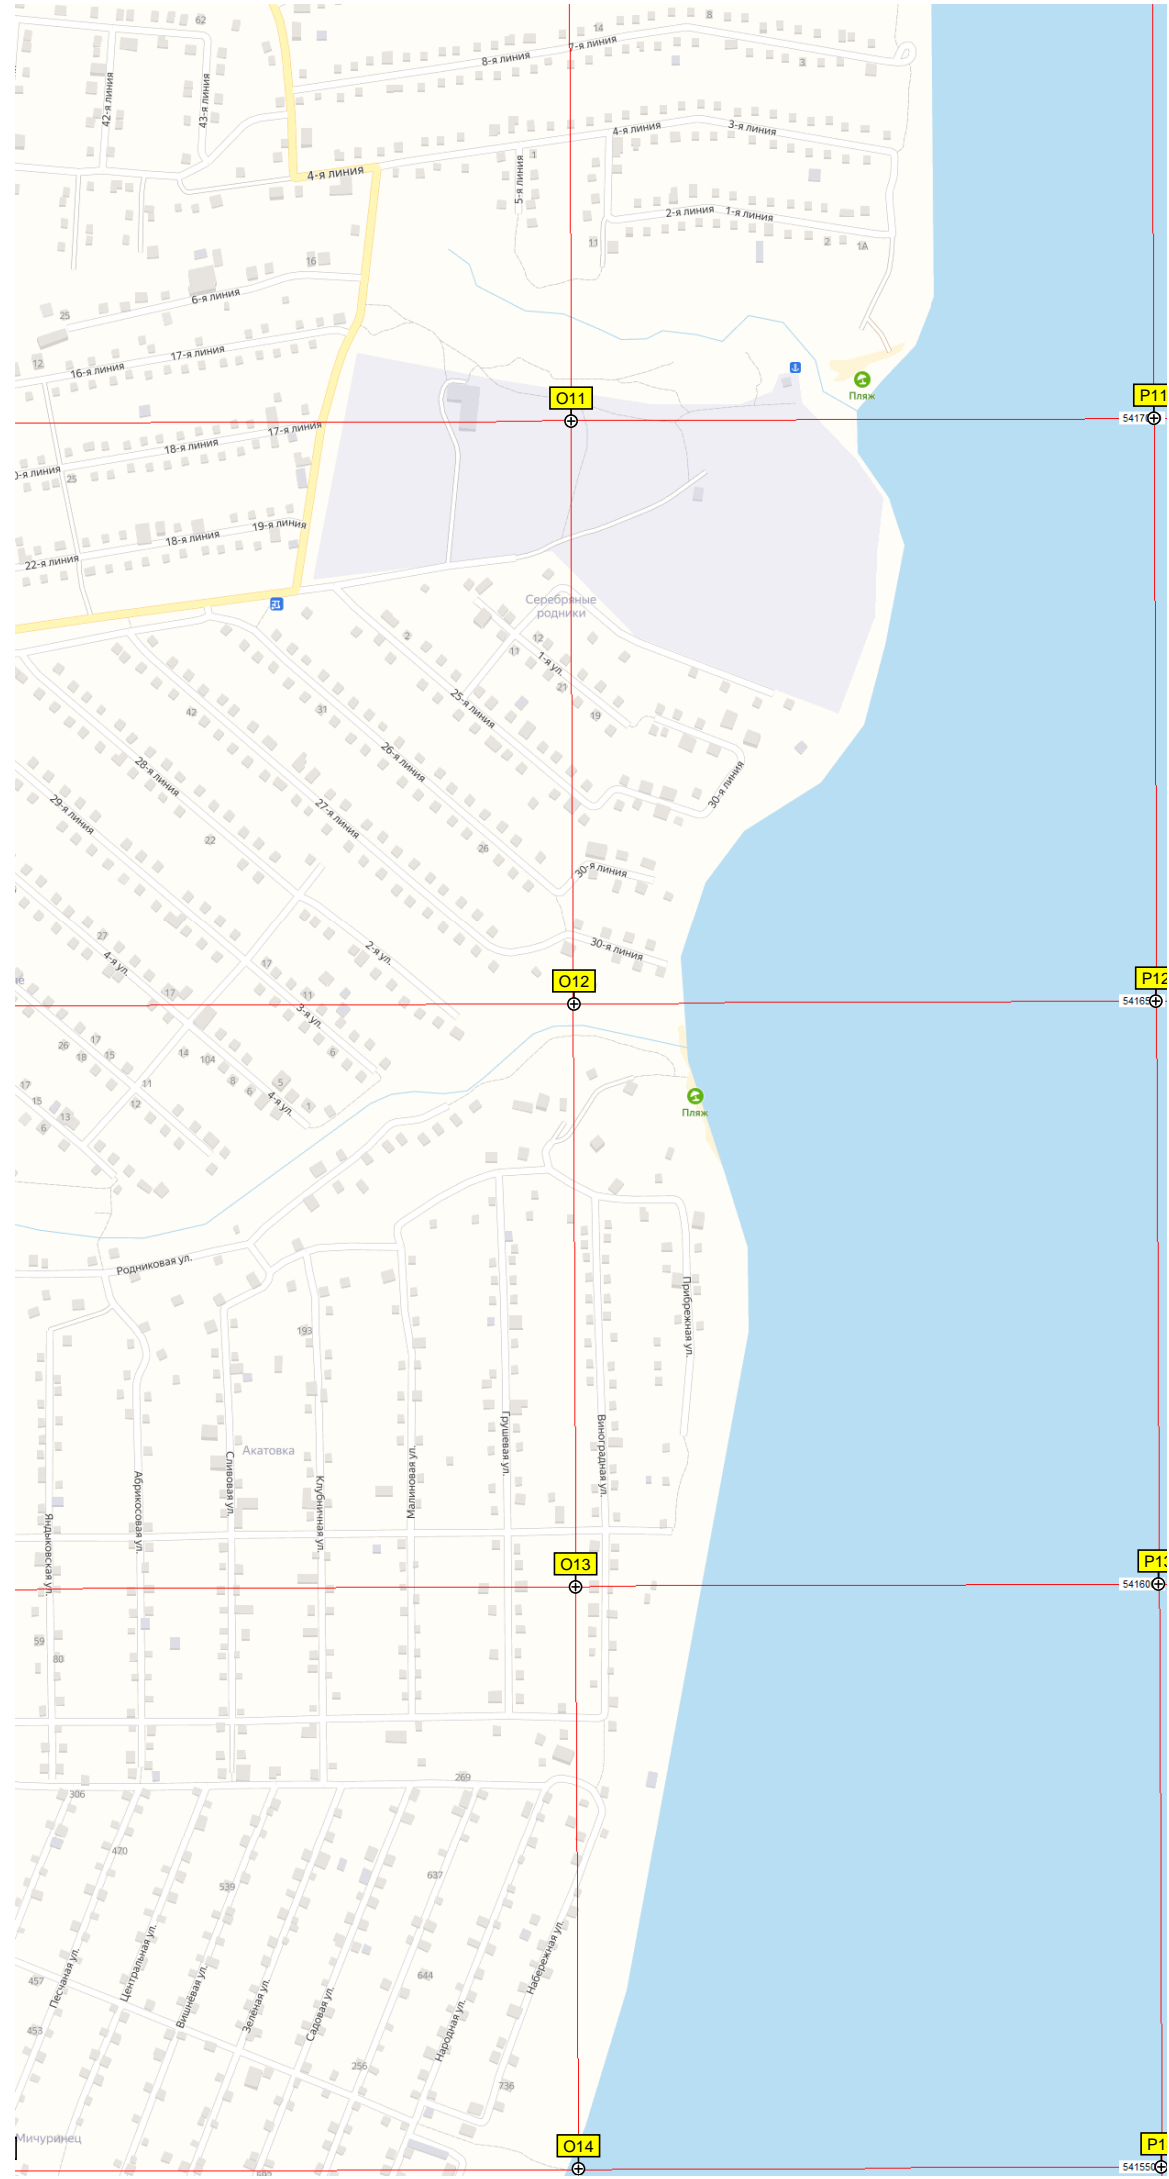 62
14
8
7-я линия
8-я линия
3
42-я линия
43-я линия
4-я линия
3-я линия
1
4-я линия
5-я линия
2-я линия
1-я линия
11
2
1А
16
6-я линия
25
17-я линия
12
16-я линия
Пляж
O11
P11
17-я линия
18-я линия
25
19-я линия
18-я линия
22-я линия
Серебряные
родники
2
12
11
1-я ул.
21
25-я линия
19
42
31
26-я линия
28-я линия
30-я линия
29-я линия
27-я линия
22
26
30-я линия
27
2-я ул.
30-я линия
4-я ул.
17
O12
P12
17
11
3-я ул.
17
26
18
15
14
104
6
17
11
8
5
6
4-я ул.
1
15
12
13
6
Пляж
Родниковая ул.
Прибрежная ул.
193
Акатовка
Грушевая ул.
Виноградная ул.
Сливовая ул.
Малиновая ул.
Абрикосовая ул.
Клубничная ул.
Яндыковская ул.
O13
P13
54160
59
80
306
269
470
637
539
Набережная ул.
Центральная ул.
Песчаная ул.
457
644
Вишнёвая ул.
Зелёная ул.
Садовая ул.
Народная ул.
453
256
736
Мичуринец
O14
P1
541550